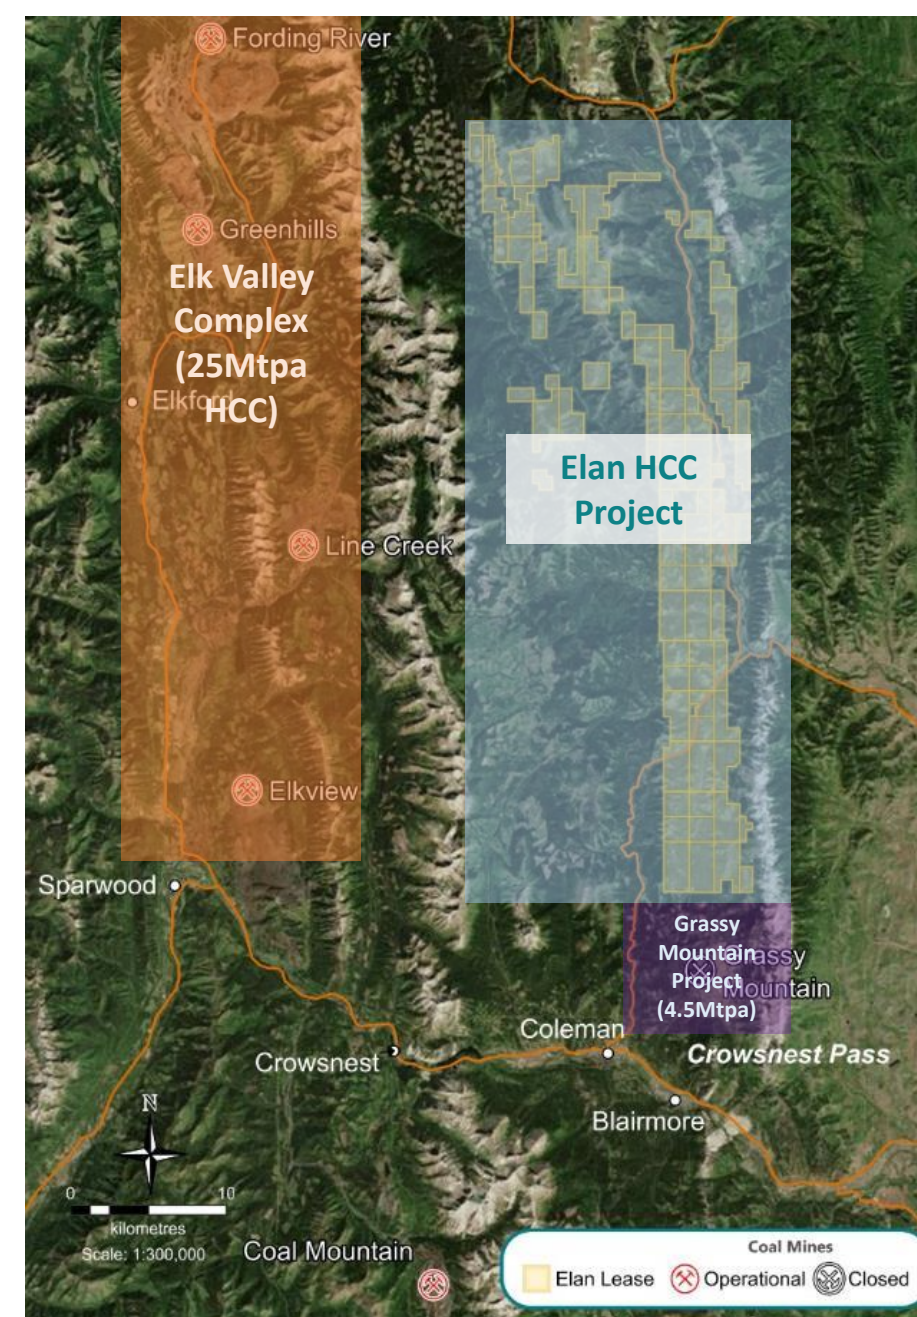 Fording River
Greenhills
Elk Valley
Complex
(25Mtpa
HCC)
Elkford
Elan HCC
Project
Line Creek
Elkview
Sparwood
Grassy
Mountain
Project
(4.5Mtpa)
Grassy
Mountain
Coleman
Crowsnest
Crowsnest Pass
Blairmore
N
0 10
kilometres
Scale: 1:300,000
Coal Mountain
Coal Mines
Elan Lease Operational Closed